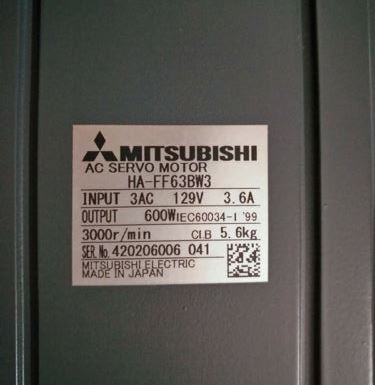 MITSUBISHI
AC SERVO MOTOR
HA-FF63BW3
INPUT 3AC 129V 3.6A
OUTPUT 600W IEC60034-1 '99
3000r/min Cl.B 5.6kg
SER.No. 420206006 041
MITSUBISHI ELECTRIC
MADE IN JAPAN